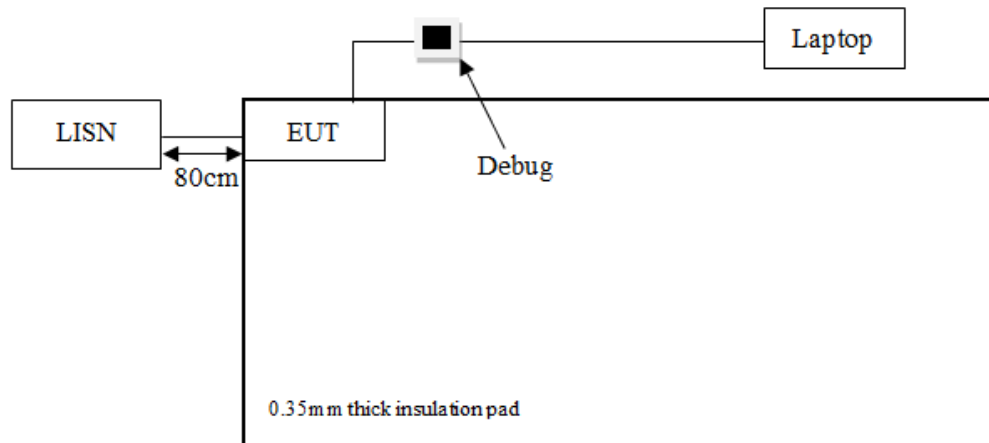 Laptop
LISN
EUT
Debug
80cm
0.35mm thick insulation pad